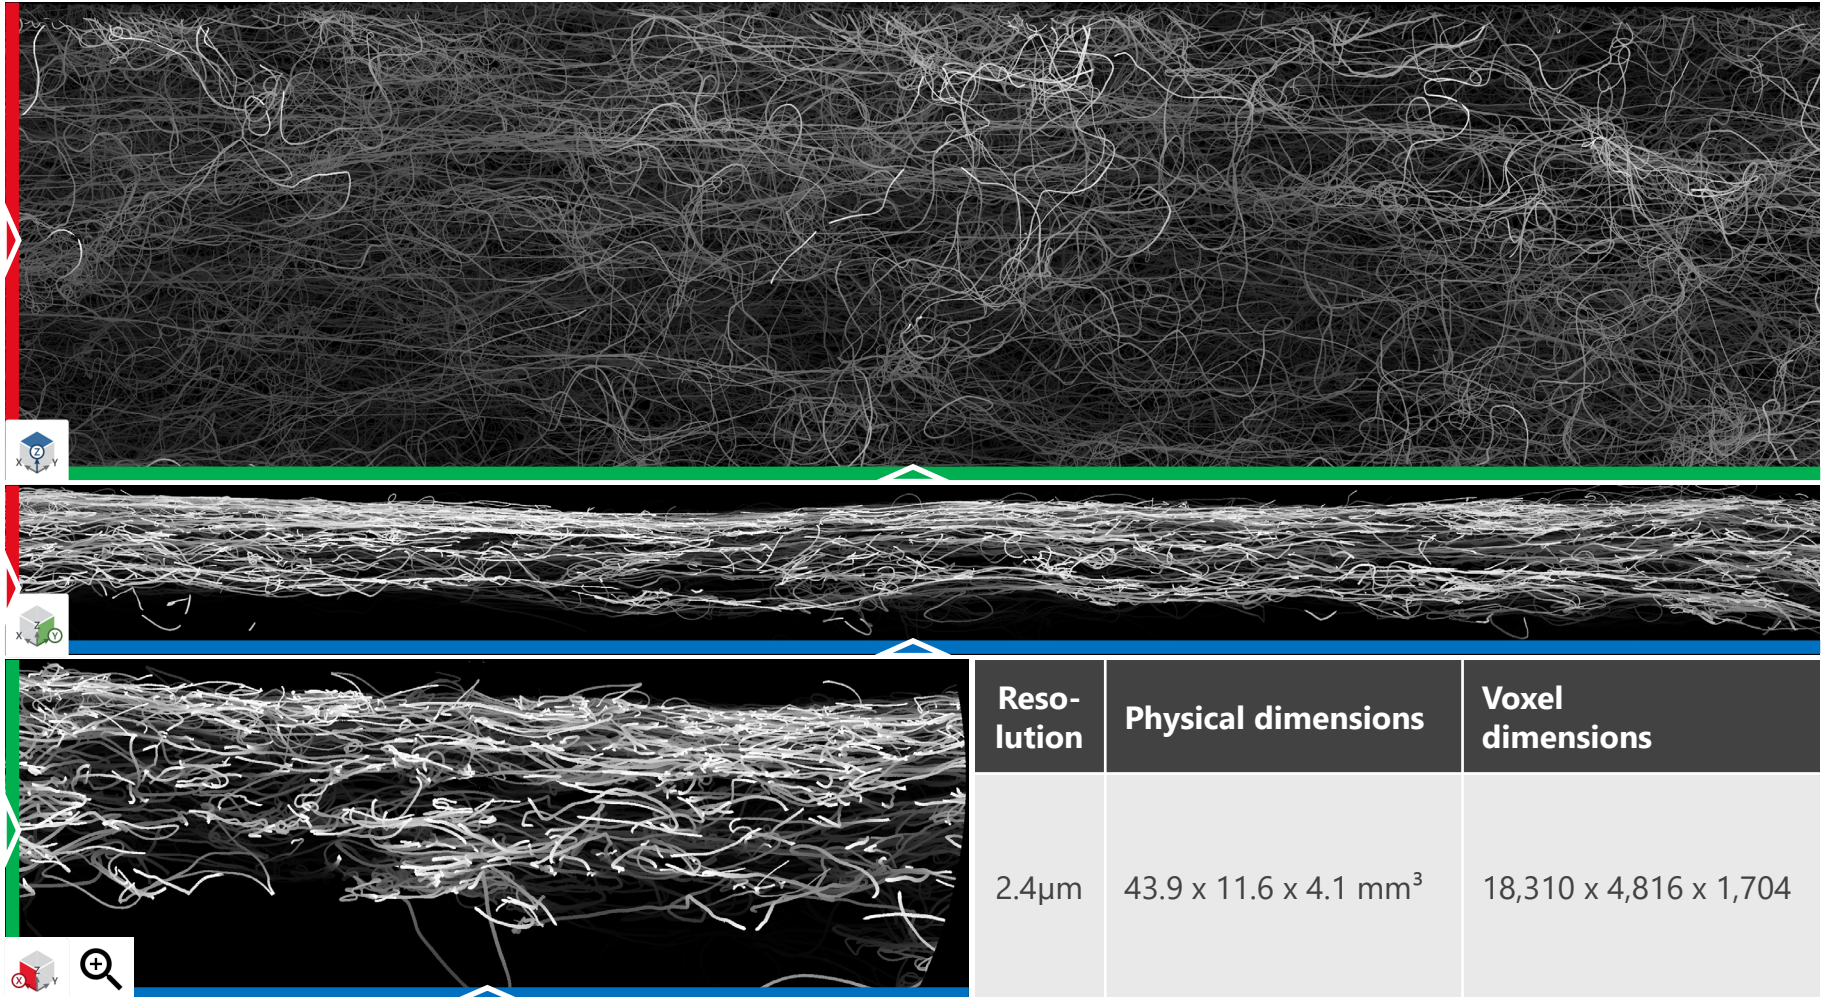 Z
X Y
Z
X Y
Reso-
lution
Physical dimensions
Voxel
dimensions
2.4µm
43.9 x 11.6 x 4.1 mm³
18,310 x 4,816 x 1,704
Z
X Y